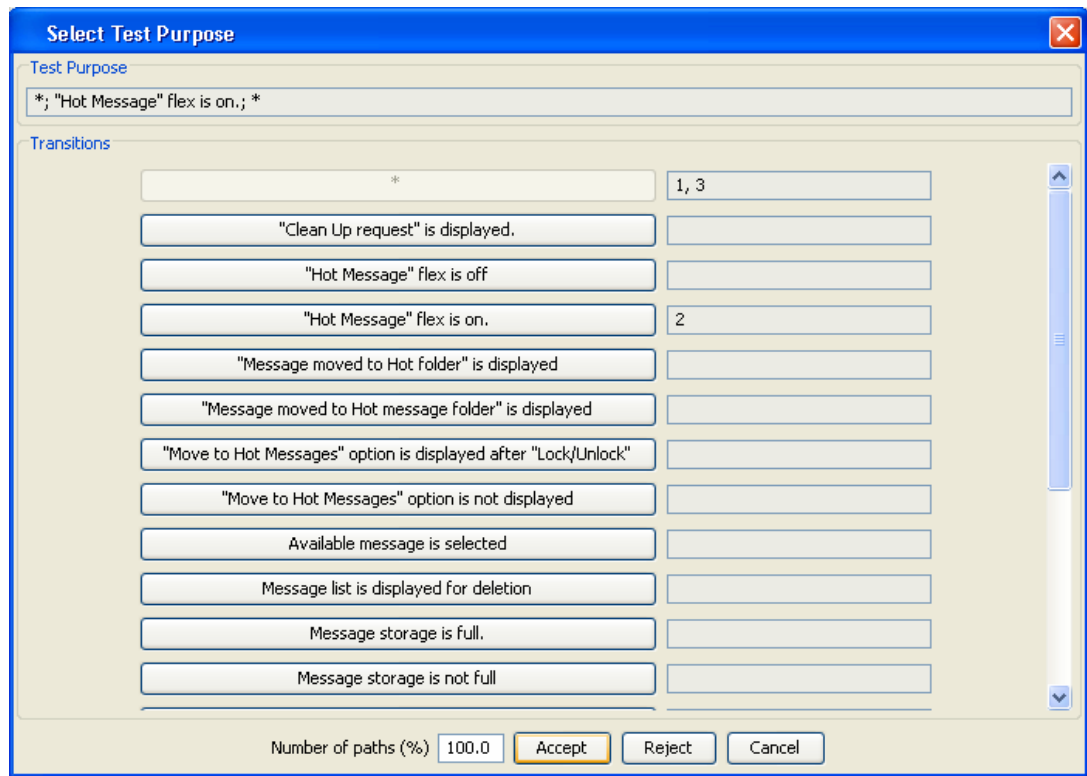 Select Test Purpose
Test Purpose
*; "Hot Message" flex is on.; *
Transitions
* 1, 3
"Clean Up request" is displayed.
"Hot Message" flex is off
"Hot Message" flex is on. 2
"Message moved to Hot folder" is displayed
"Message moved to Hot message folder" is displayed
"Move to Hot Messages" option is displayed after "Lock/Unlock"
"Move to Hot Messages" option is not displayed
Available message is selected
Message list is displayed for deletion
Message storage is full.
Message storage is not full
Number of paths (%) 100.0 Accept Reject Cancel